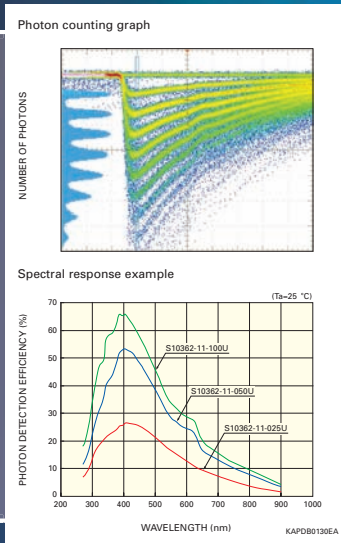 Photon counting graph
NUMBER OF PHOTONS
Spectral response example
(Ta=25 °C)
PHOTON DETECTION EFFICIENCY (%)
70
60
50
40
30
20
10
0
S10362-11-100U
S10362-11-050U
S10362-11-025U
200 300 400 500 600 700 800 900 1000
WAVELENGTH (nm)
KAPDB0130EA